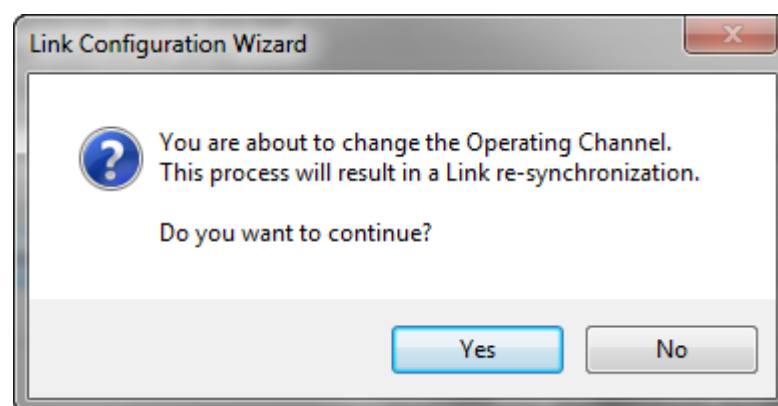 Link Configuration Wizard
You are about to change the Operating Channel.
This process will result in a Link re-synchronization.
Do you want to continue?
Yes No